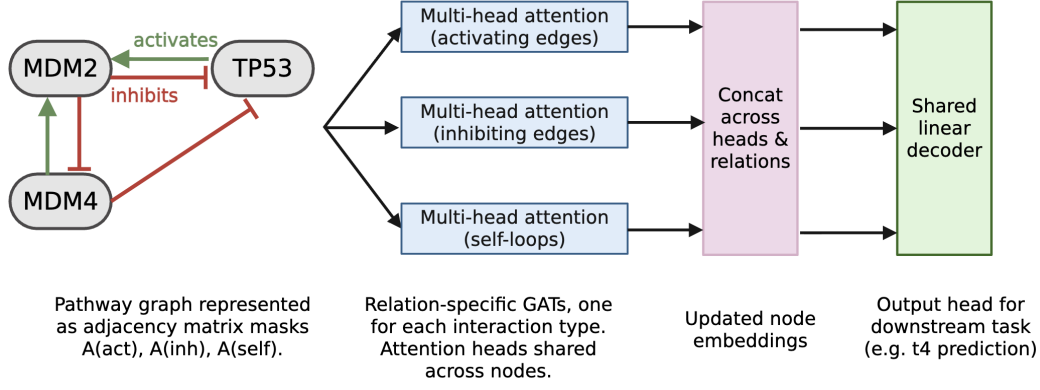 activates
MDM2
TP53
inhibits
MDM4
Multi-head attention
(activating edges)
Multi-head attention
(inhibiting edges)
Multi-head attention
(self-loops)
Concat
across
heads &
relations
Shared
linear
decoder
Pathway graph represented
as adjacency matrix masks
A(act), A(inh), A(self).
Relation-specific GATs, one
for each interaction type.
Attention heads shared
across nodes.
Updated node
embeddings
Output head for
downstream task
(e.g. t4 prediction)